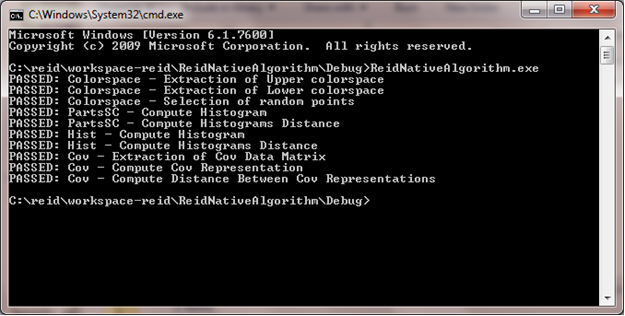 C:\Windows\System32\cmd.exe
Microsoft Windows [Version 6.1.7600]
Copyright (c) 2009 Microsoft Corporation.  All rights reserved.
C:\reid\workspace-reid\ReidNativeAlgorithm\Debug>ReidNativeAlgorithm.exe
PASSED: Colorspace - Extraction of Upper colorspace
PASSED: Colorspace - Extraction of Lower colorspace
PASSED: Colorspace - Selection of random points
PASSED: PartsSC - Compute Histogram
PASSED: PartsSC - Compute Histograms Distance
PASSED: Hist - Compute Histogram
PASSED: Hist - Compute Histograms Distance
PASSED: Cov - Extraction of Cov Data Matrix
PASSED: Cov - Compute Cov Representation
PASSED: Cov - Compute Distance Between Cov Representations
C:\reid\workspace-reid\ReidNativeAlgorithm\Debug>